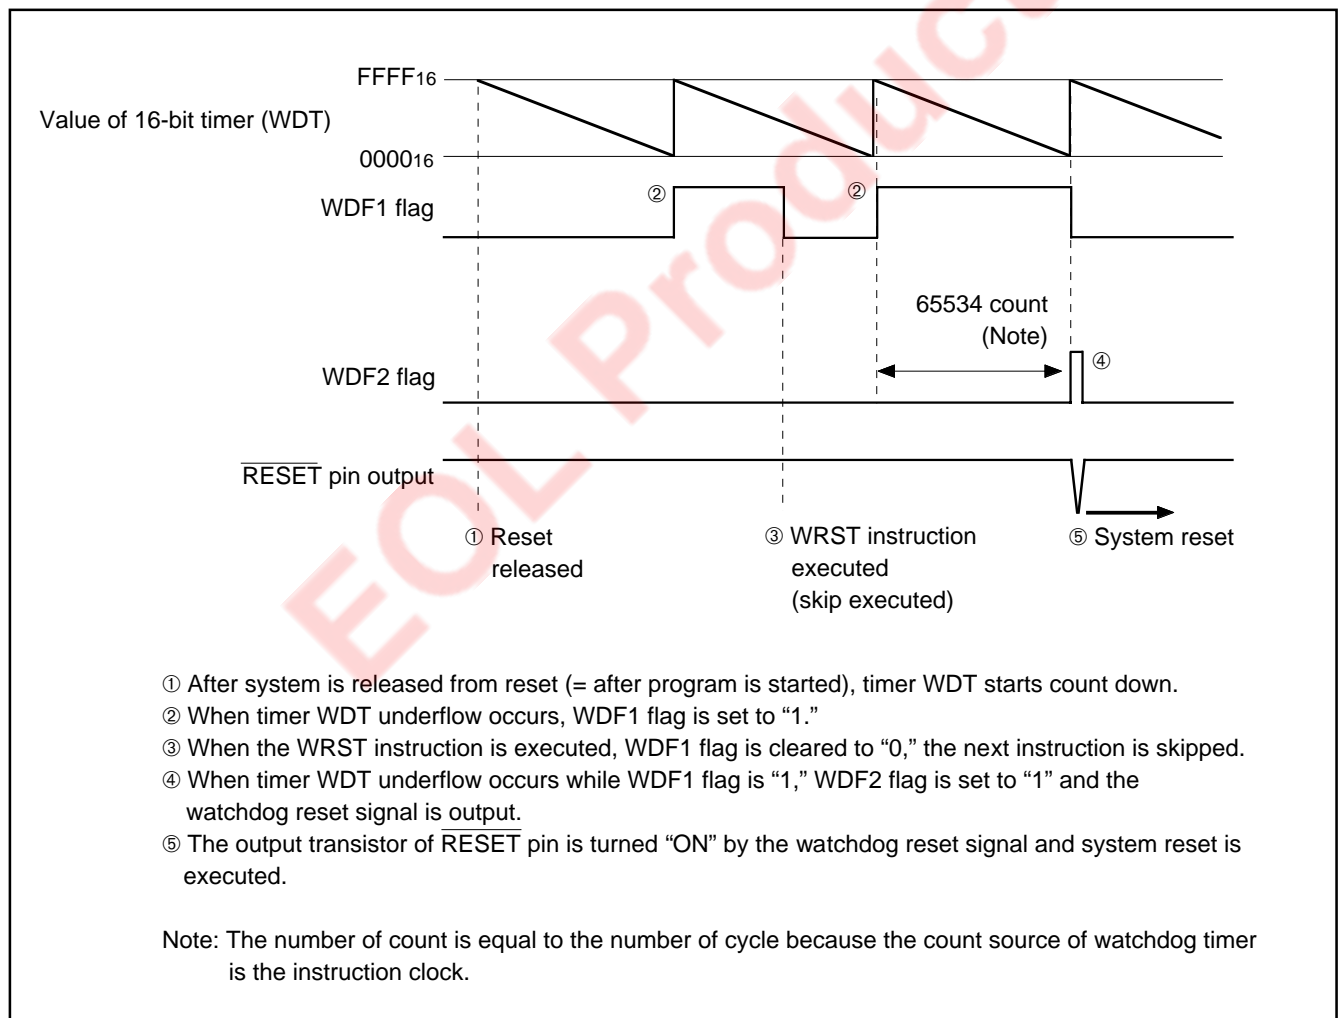 FFFF16
Value of 16-bit timer (WDT)
000016
② ②
WDF1 flag
65534 count
(Note)
④
WDF2 flag
RESET pin output
① Reset
released
③ WRST instruction
executed
(skip executed)
⑤ System reset
① After system is released from reset (= after program is started), timer WDT starts count down.
② When timer WDT underflow occurs, WDF1 flag is set to “1.”
③ When the WRST instruction is executed, WDF1 flag is cleared to “0,” the next instruction is skipped.
④ When timer WDT underflow occurs while WDF1 flag is “1,” WDF2 flag is set to “1” and the
watchdog reset signal is output.
⑤ The output transistor of RESET pin is turned “ON” by the watchdog reset signal and system reset is
executed.
Note: The number of count is equal to the number of cycle because the count source of watchdog timer
is the instruction clock.
EOL Product